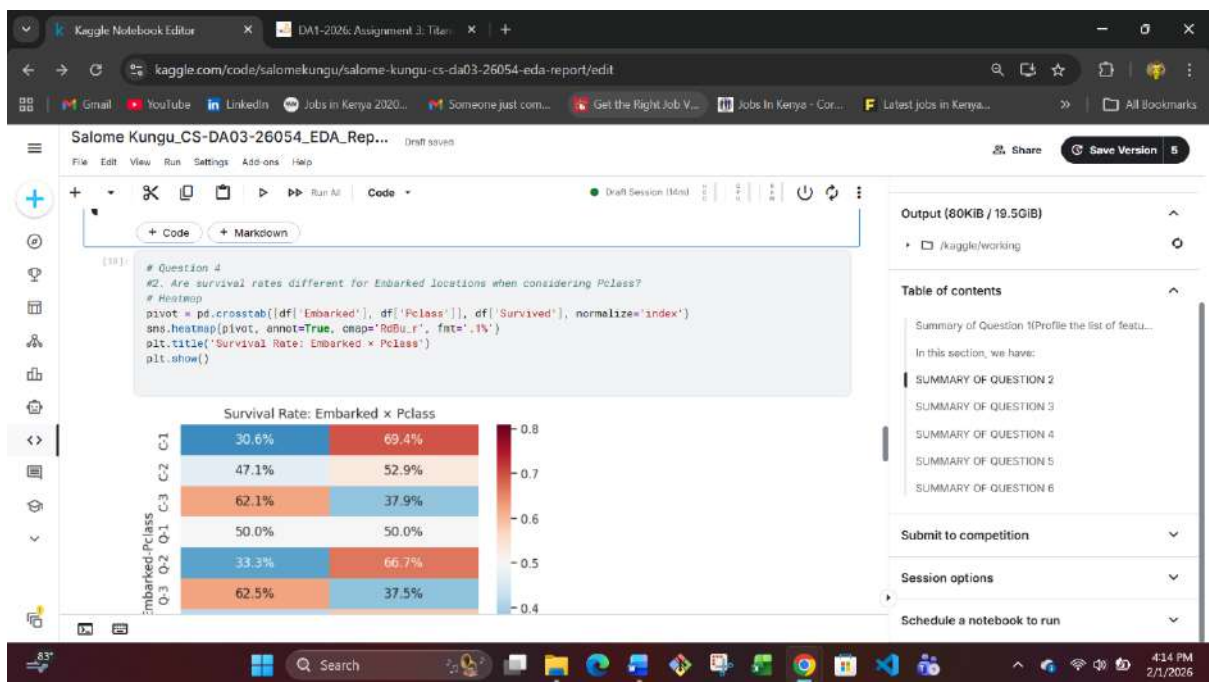 Kaggle Notebook Editor
DA1-2026: Assignment 3: Titan
kaggle.com/code/salomekungu/salome-kungu-cs-da03-26054-eda-report/edit
Gmail YouTube LinkedIn Jobs in Kenya 2020... Someone just com... Get the Right Job V... Jobs In Kenya - Cor... Latest jobs in Kenya... » All Bookmarks
Salome Kungu_CS-DA03-26054_EDA_Rep... Draft saved
File Edit View Run Settings Add-ons Help
Share Save Version 5
Run All Code Draft Session (14m)
+ Code + Markdown
# Question 4
#2. Are survival rates different for Embarked locations when considering Pclass?
# Heatmap
pivot = pd.crosstab([df['Embarked'], df['Pclass']], df['Survived'], normalize='index')
sns.heatmap(pivot, annot=True, cmap='RdBu_r', fmt='.1%')
plt.title('Survival Rate: Embarked × Pclass')
plt.show()
Survival Rate: Embarked × Pclass
C-1 30.6% 69.4%
C-2 47.1% 52.9%
C-3 62.1% 37.9%
Q-1 50.0% 50.0%
Q-2 33.3% 66.7%
Q-3 62.5% 37.5%
mbarked-Pclass
0.8
0.7
0.6
0.5
0.4
Output (80KiB / 19.5GiB)
/kaggle/working
Table of contents
Summary of Question 1(Profile the list of featu...
In this section, we have:
SUMMARY OF QUESTION 2
SUMMARY OF QUESTION 3
SUMMARY OF QUESTION 4
SUMMARY OF QUESTION 5
SUMMARY OF QUESTION 6
Submit to competition
Session options
Schedule a notebook to run
83°
Search
4:14 PM
2/1/2026